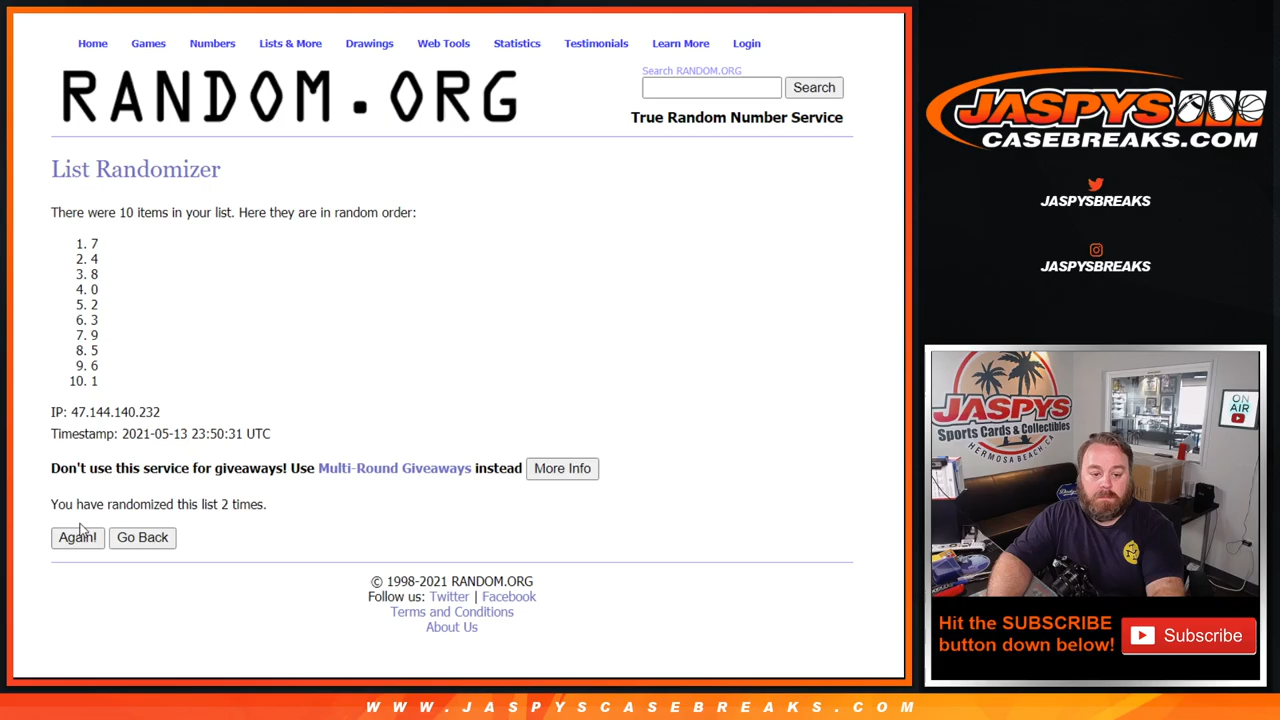 Home Games Numbers Lists & More Drawings Web Tools Statistics Testimonials Learn More Login
RANDOM.ORG
Search RANDOM.ORG
Search
True Random Number Service
List Randomizer
There were 10 items in your list. Here they are in random order:
1. 7
2. 4
3. 8
4. 0
5. 2
6. 3
7. 9
8. 5
9. 6
10. 1
IP: 47.144.140.232
Timestamp: 2021-05-13 23:50:31 UTC
Don't use this service for giveaways! Use Multi-Round Giveaways instead More Info
You have randomized this list 2 times.
Again! Go Back
© 1998-2021 RANDOM.ORG
Follow us: Twitter | Facebook
Terms and Conditions
About Us
JASPYS
CASEBREAKS.COM
JASPYSBREAKS
JASPYSBREAKS
JASPYS
Sports Cards & Collectibles
HERMOSA BEACH CA
ON
AIR
Dodgers
Hit the SUBSCRIBE
button down below!
Subscribe
WWW.JASPYSCASEBREAKS.COM